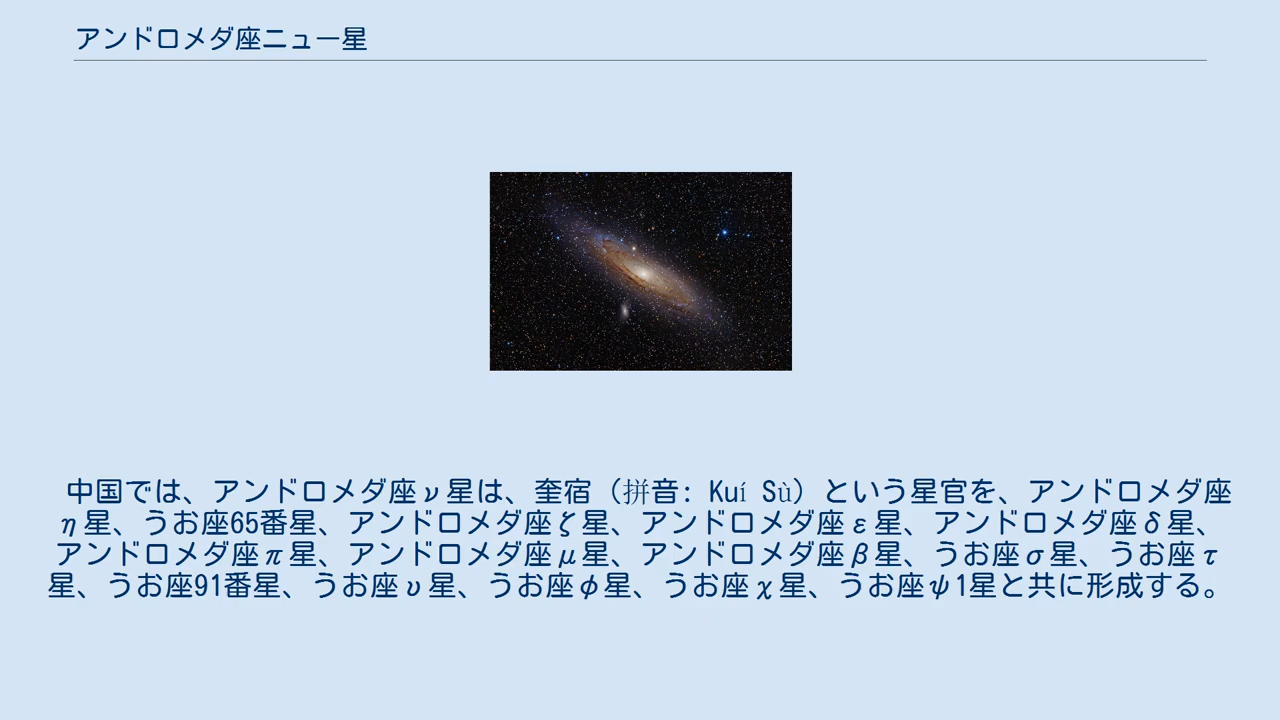 アンドロメダ座ニュー星
中国では、アンドロメダ座ν星は、奎宿（拼音: Kuí Sù）という星官を、アンドロメダ座
η星、うお座65番星、アンドロメダ座ζ星、アンドロメダ座ε星、アンドロメダ座δ星、
アンドロメダ座π星、アンドロメダ座μ星、アンドロメダ座β星、うお座σ星、うお座τ
星、うお座91番星、うお座υ星、うお座φ星、うお座χ星、うお座ψ1星と共に形成する。